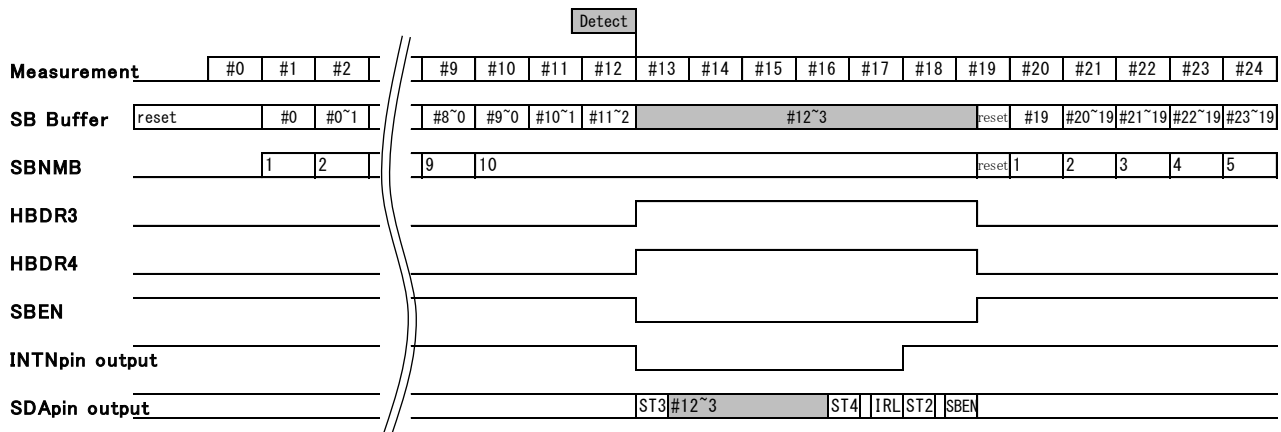 Detect
Measurement #0 #1 #2 #9 #10 #11 #12 #13 #14 #15 #16 #17 #18 #19 #20 #21 #22 #23 #24
SB Buffer reset #0 #0~1 #8~0 #9~0 #10~1 #11~2 #12~3 reset #19 #20~19 #21~19 #22~19 #23~19
SBNMB 1 2 9 10 reset 1 2 3 4 5
HBDR3
HBDR4
SBEN
INTNpin output
SDApin output ST3 #12~3 ST4 IRL ST2 SBEN